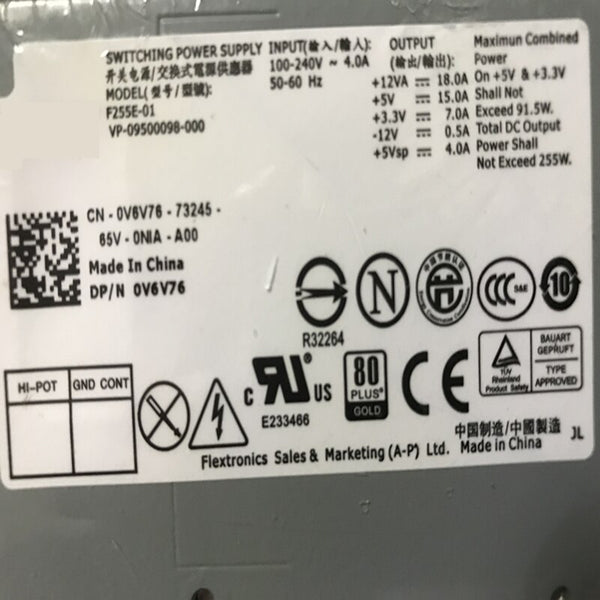 SWITCHING POWER SUPPLY
开关电源/交換式電源供應器
MODEL(型号/型號):
F255E-01
VP-09500098-000
INPUT(输入/輸入):
100-240V ~ 4.0A
50-60 Hz
OUTPUT
(输出/輸出):
+12VA ⎓ 18.0A
+5V ⎓ 15.0A
+3.3V ⎓ 7.0A
-12V ⎓ 0.5A
+5Vsp ⎓ 4.0A
Maximun Combined
Power
On +5V & +3.3V
Shall Not
Exceed 91.5W.
Total DC Output
Power Shall
Not Exceed 255W.
CN - 0V6V76 - 73245 -
65V - 0NIA - A00
Made In China
DP/N 0V6V76
R32264
N
CCC S&E
10
HI-POT
GND CONT
c RU ® US
E233466
80
PLUS®
GOLD
CE
TÜV
Rheinland
Product Safety
BAUART
GEPRUFT
TYPE
APPROVED
Flextronics Sales & Marketing (A-P) Ltd.
中国制造/中國製造
Made in China
JL